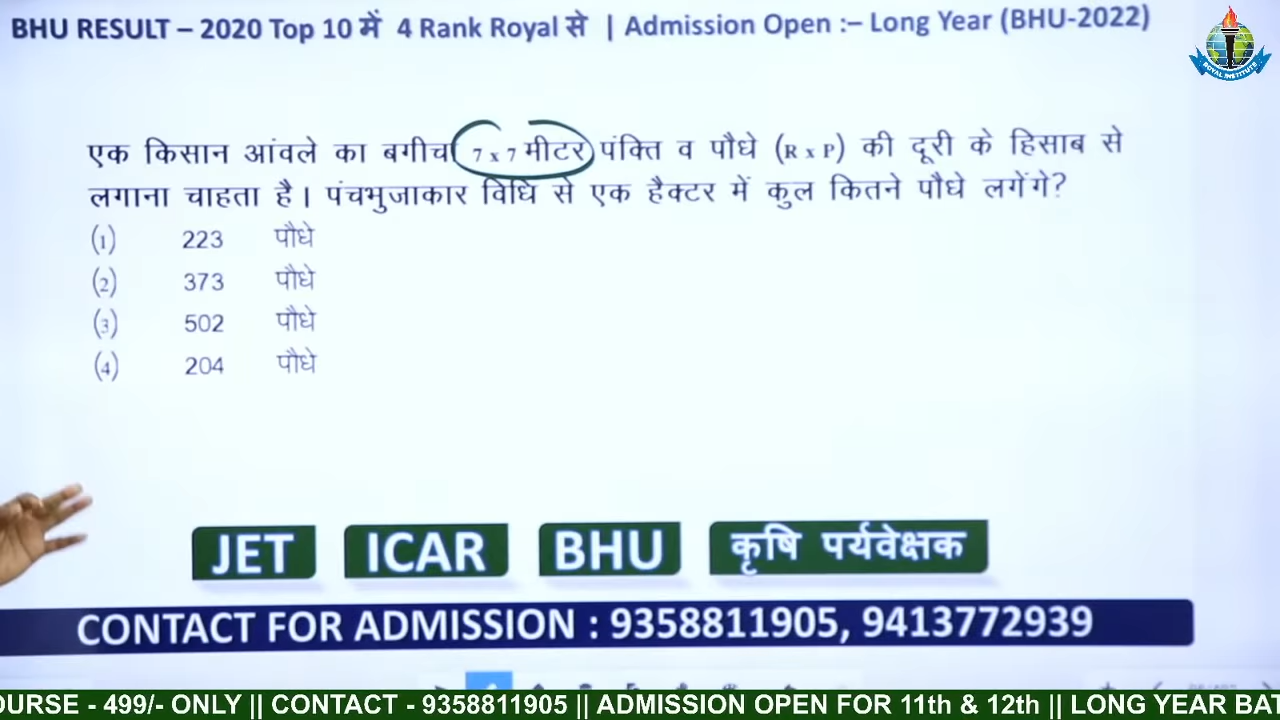 BHU RESULT – 2020 Top 10 में 4 Rank Royal से | Admission Open :– Long Year (BHU-2022)
ROYAL INSTITUTE
एक किसान आंवले का बगीचा 7 x 7 मीटर पंक्ति व पौधे (R x P) की दूरी के हिसाब से
लगाना चाहता है। पंचभुजाकार विधि से एक हैक्टर में कुल कितने पौधे लगेंगे?
(1) 223 पौधे
(2) 373 पौधे
(3) 502 पौधे
(4) 204 पौधे
JET ICAR BHU कृषि पर्यवेक्षक
CONTACT FOR ADMISSION : 9358811905, 9413772939
OURSE - 499/- ONLY || CONTACT - 9358811905 || ADMISSION OPEN FOR 11th & 12th || LONG YEAR BAT